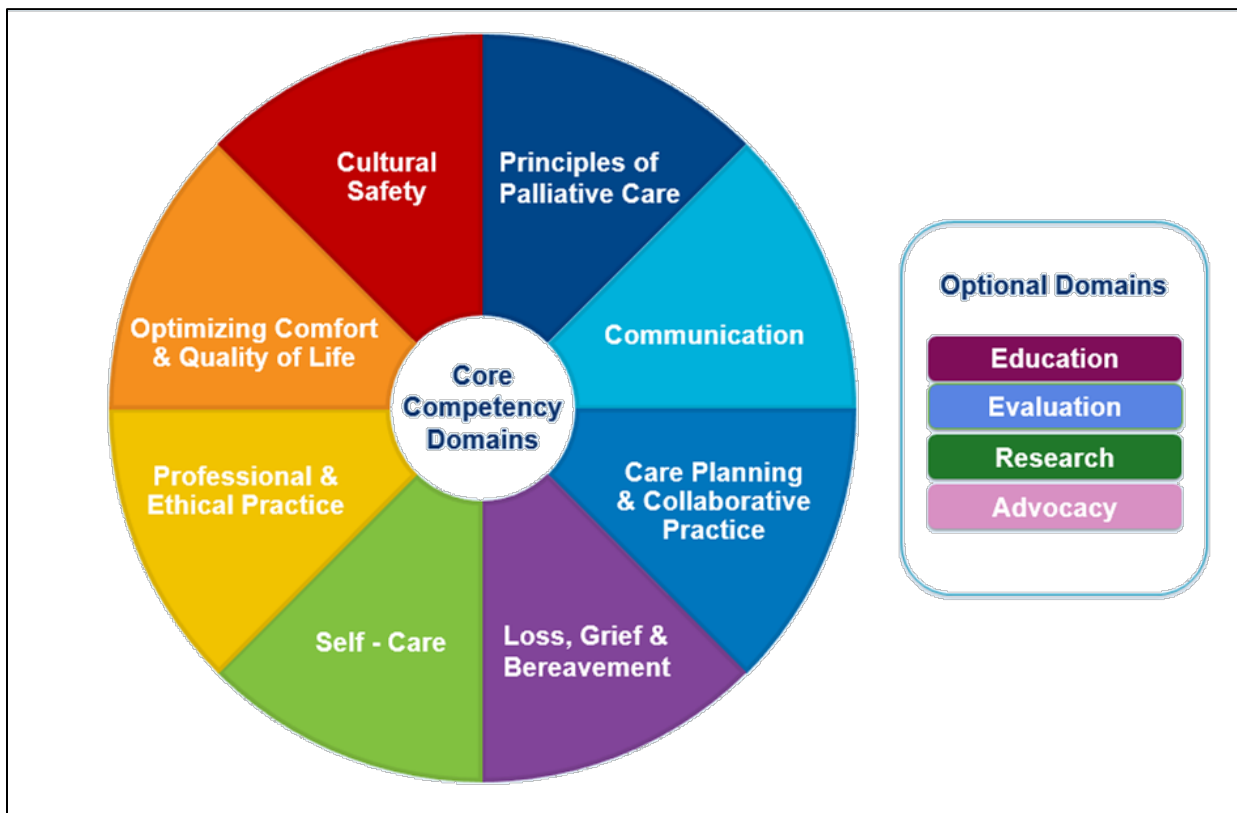 Cultural
Safety
Principles of
Palliative Care
Communication
Care Planning
& Collaborative
Practice
Loss, Grief &
Bereavement
Self - Care
Professional &
Ethical Practice
Optimizing Comfort
& Quality of Life
Core
Competency
Domains
Optional Domains
Education
Evaluation
Research
Advocacy